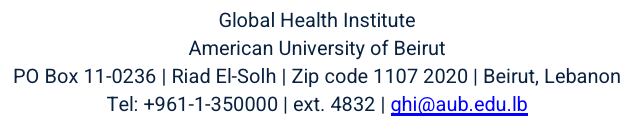 Global Health Institute
American University of Beirut
PO Box 11-0236 | Riad El-Solh | Zip code 1107 2020 | Beirut, Lebanon
Tel: +961-1-350000 | ext. 4832 | ghi@aub.edu.lb